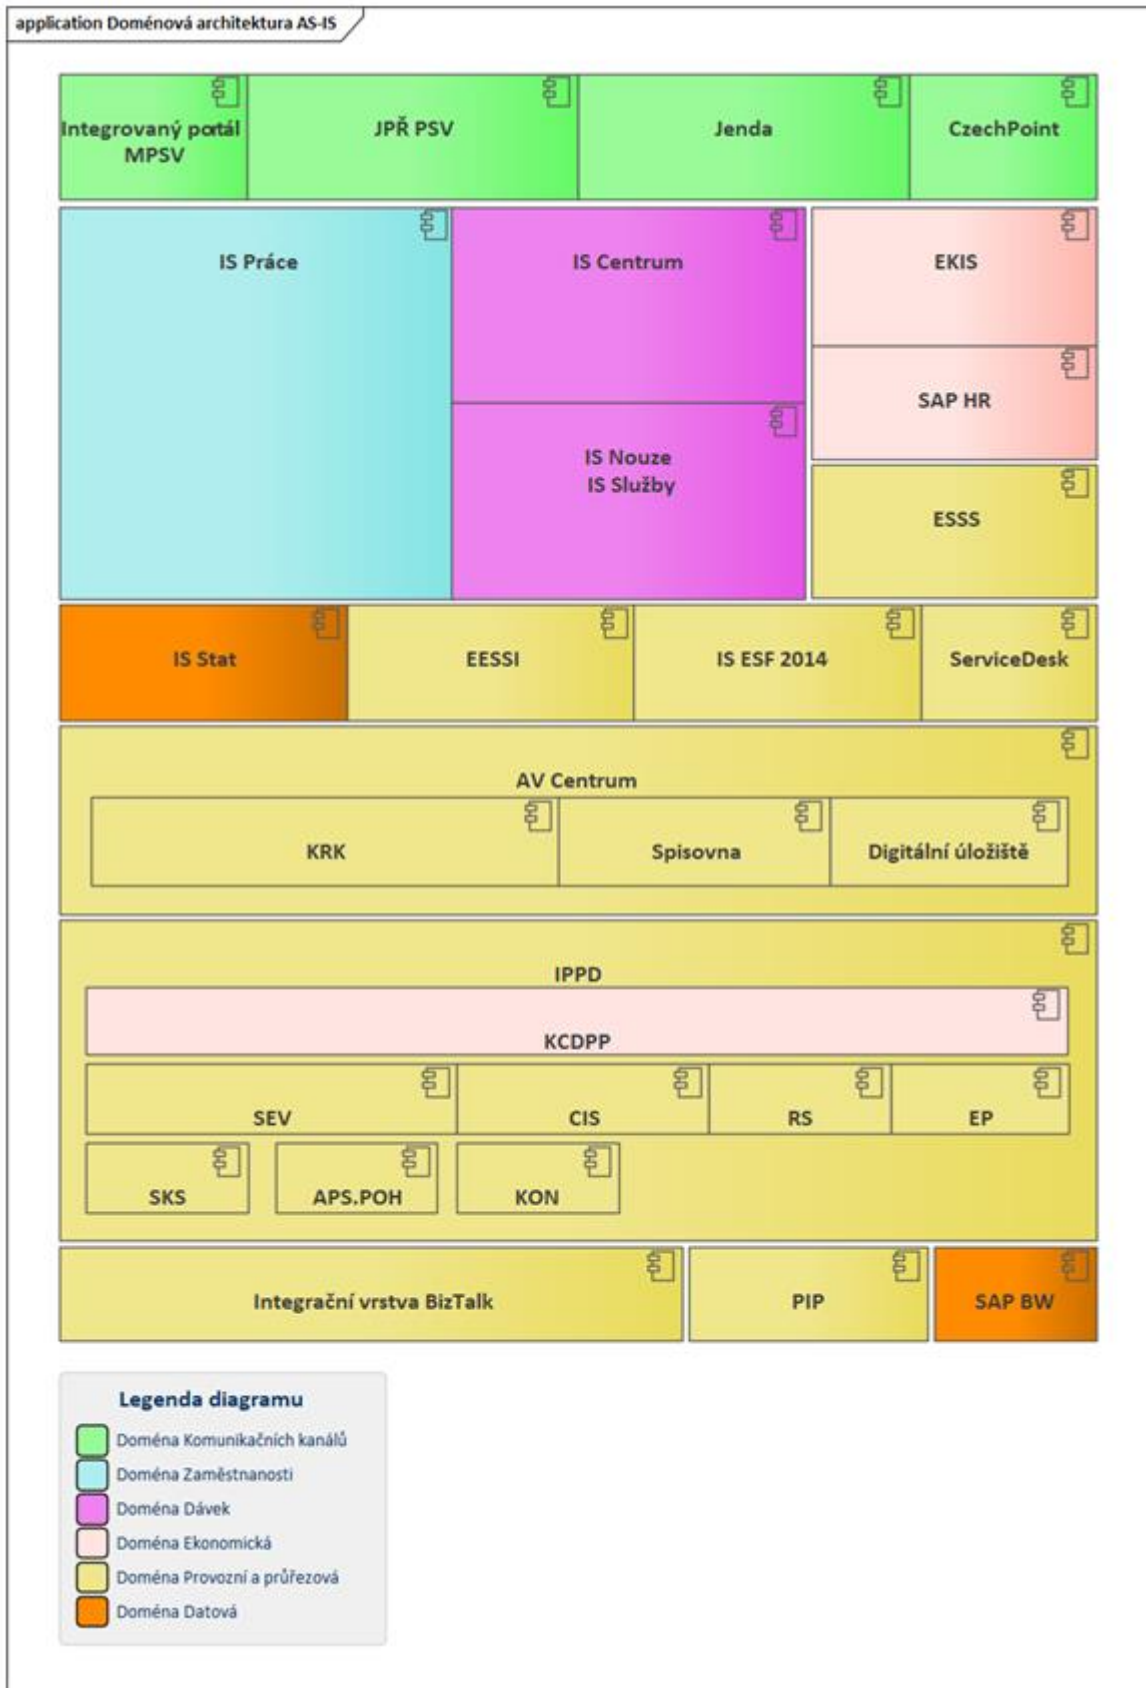 application Doménová architektura AS-IS
Integrovaný portál
MPSV
JPŘ PSV
Jenda
CzechPoint
IS Práce
IS Centrum
EKIS
SAP HR
IS Nouze
IS Služby
ESSS
IS Stat
EESSI
IS ESF 2014
ServiceDesk
AV Centrum
KRK
Spisovna
Digitální úložiště
IPPD
KCDPP
SEV
CIS
RS
EP
SKS
APS.POH
KON
Integrační vrstva BizTalk
PIP
SAP BW
Legenda diagramu
Doména Komunikačních kanálů
Doména Zaměstnanosti
Doména Dávek
Doména Ekonomická
Doména Provozní a průřezová
Doména Datová